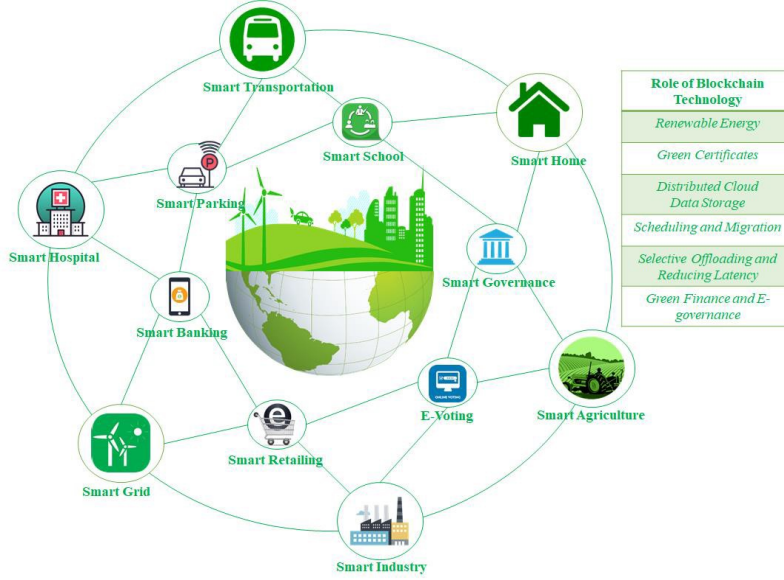 Smart Transportation
Smart School
Smart Home
P
Smart Parking
Smart Hospital
Smart Governance
Smart Banking
e
Smart Retailing
E-Voting
Smart Agriculture
Smart Grid
Smart Industry
Role of Blockchain
Technology
Renewable Energy
Green Certificates
Distributed Cloud
Data Storage
Scheduling and Migration
Selective Offloading and
Reducing Latency
Green Finance and E-
governance